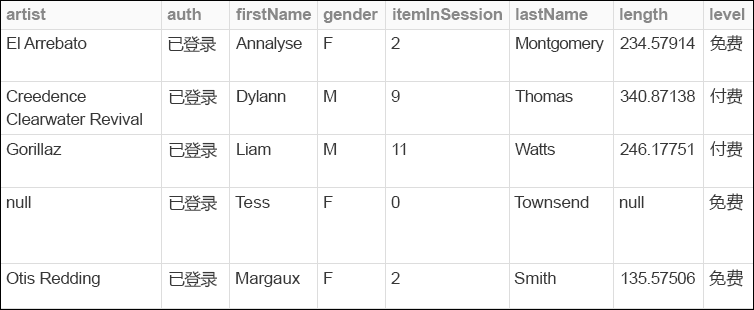 artist auth firstName gender itemInSession lastName length level
El Arrebato 已登录 Annalyse F 2 Montgomery 234.57914 免费
Creedence 已登录 Dylann M 9 Thomas 340.87138 付费
Clearwater Revival
Gorillaz 已登录 Liam M 11 Watts 246.17751 付费
null 已登录 Tess F 0 Townsend null 免费
Otis Redding 已登录 Margaux F 2 Smith 135.57506 免费